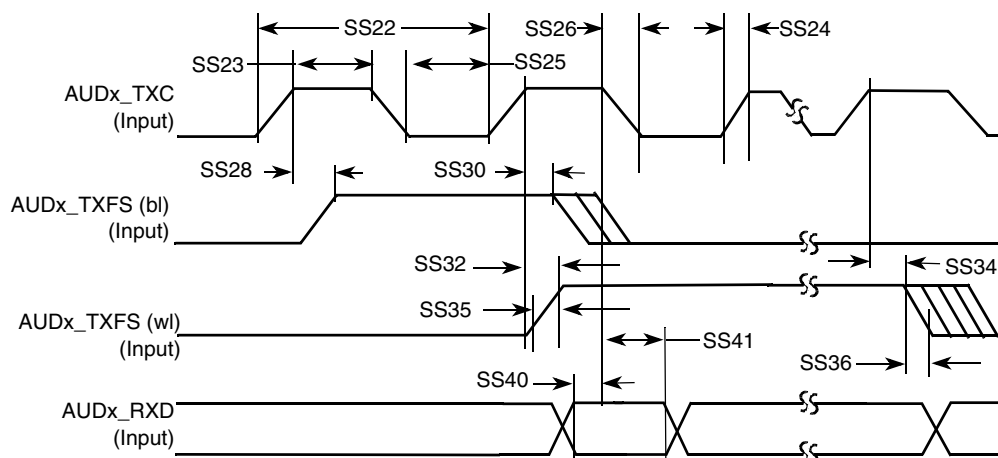 SS22
SS26
SS24
SS23
SS25
AUDx_TXC
(Input)
SS28
SS30
AUDx_TXFS (bl)
(Input)
SS32
SS34
SS35
AUDx_TXFS (wl)
(Input)
SS41
SS36
SS40
AUDx_RXD
(Input)